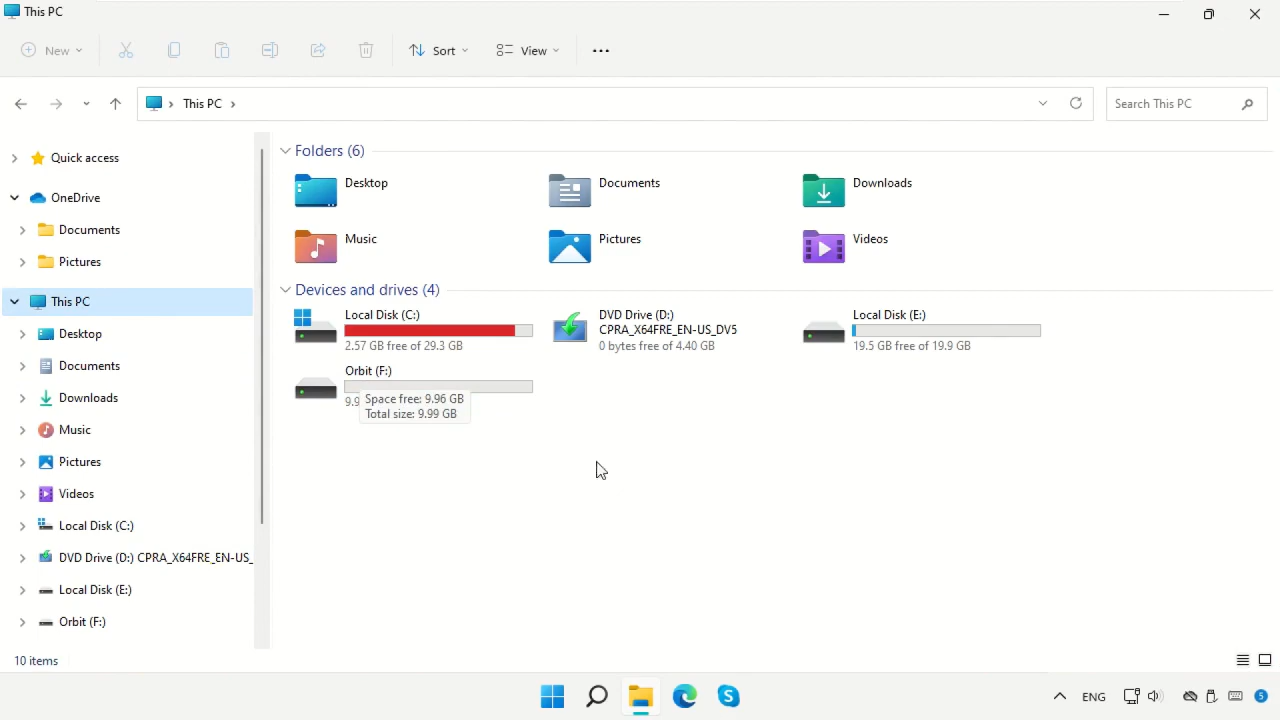 This PC
New
Sort
View
This PC
Search This PC
Quick access
OneDrive
Documents
Pictures
This PC
Desktop
Documents
Downloads
Music
Pictures
Videos
Local Disk (C:)
DVD Drive (D:) CPRA_X64FRE_EN-US_
Local Disk (E:)
Orbit (F:)
Folders (6)
Desktop
Documents
Downloads
Music
Pictures
Videos
Devices and drives (4)
Local Disk (C:)
2.57 GB free of 29.3 GB
DVD Drive (D:)
CPRA_X64FRE_EN-US_DV5
0 bytes free of 4.40 GB
Local Disk (E:)
19.5 GB free of 19.9 GB
Orbit (F:)
Space free: 9.96 GB
Total size: 9.99 GB
10 items
ENG
5